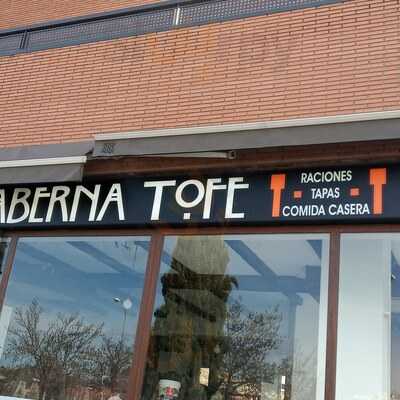 ABERNA TOFE
RACIONES
TAPAS
COMIDA CASERA